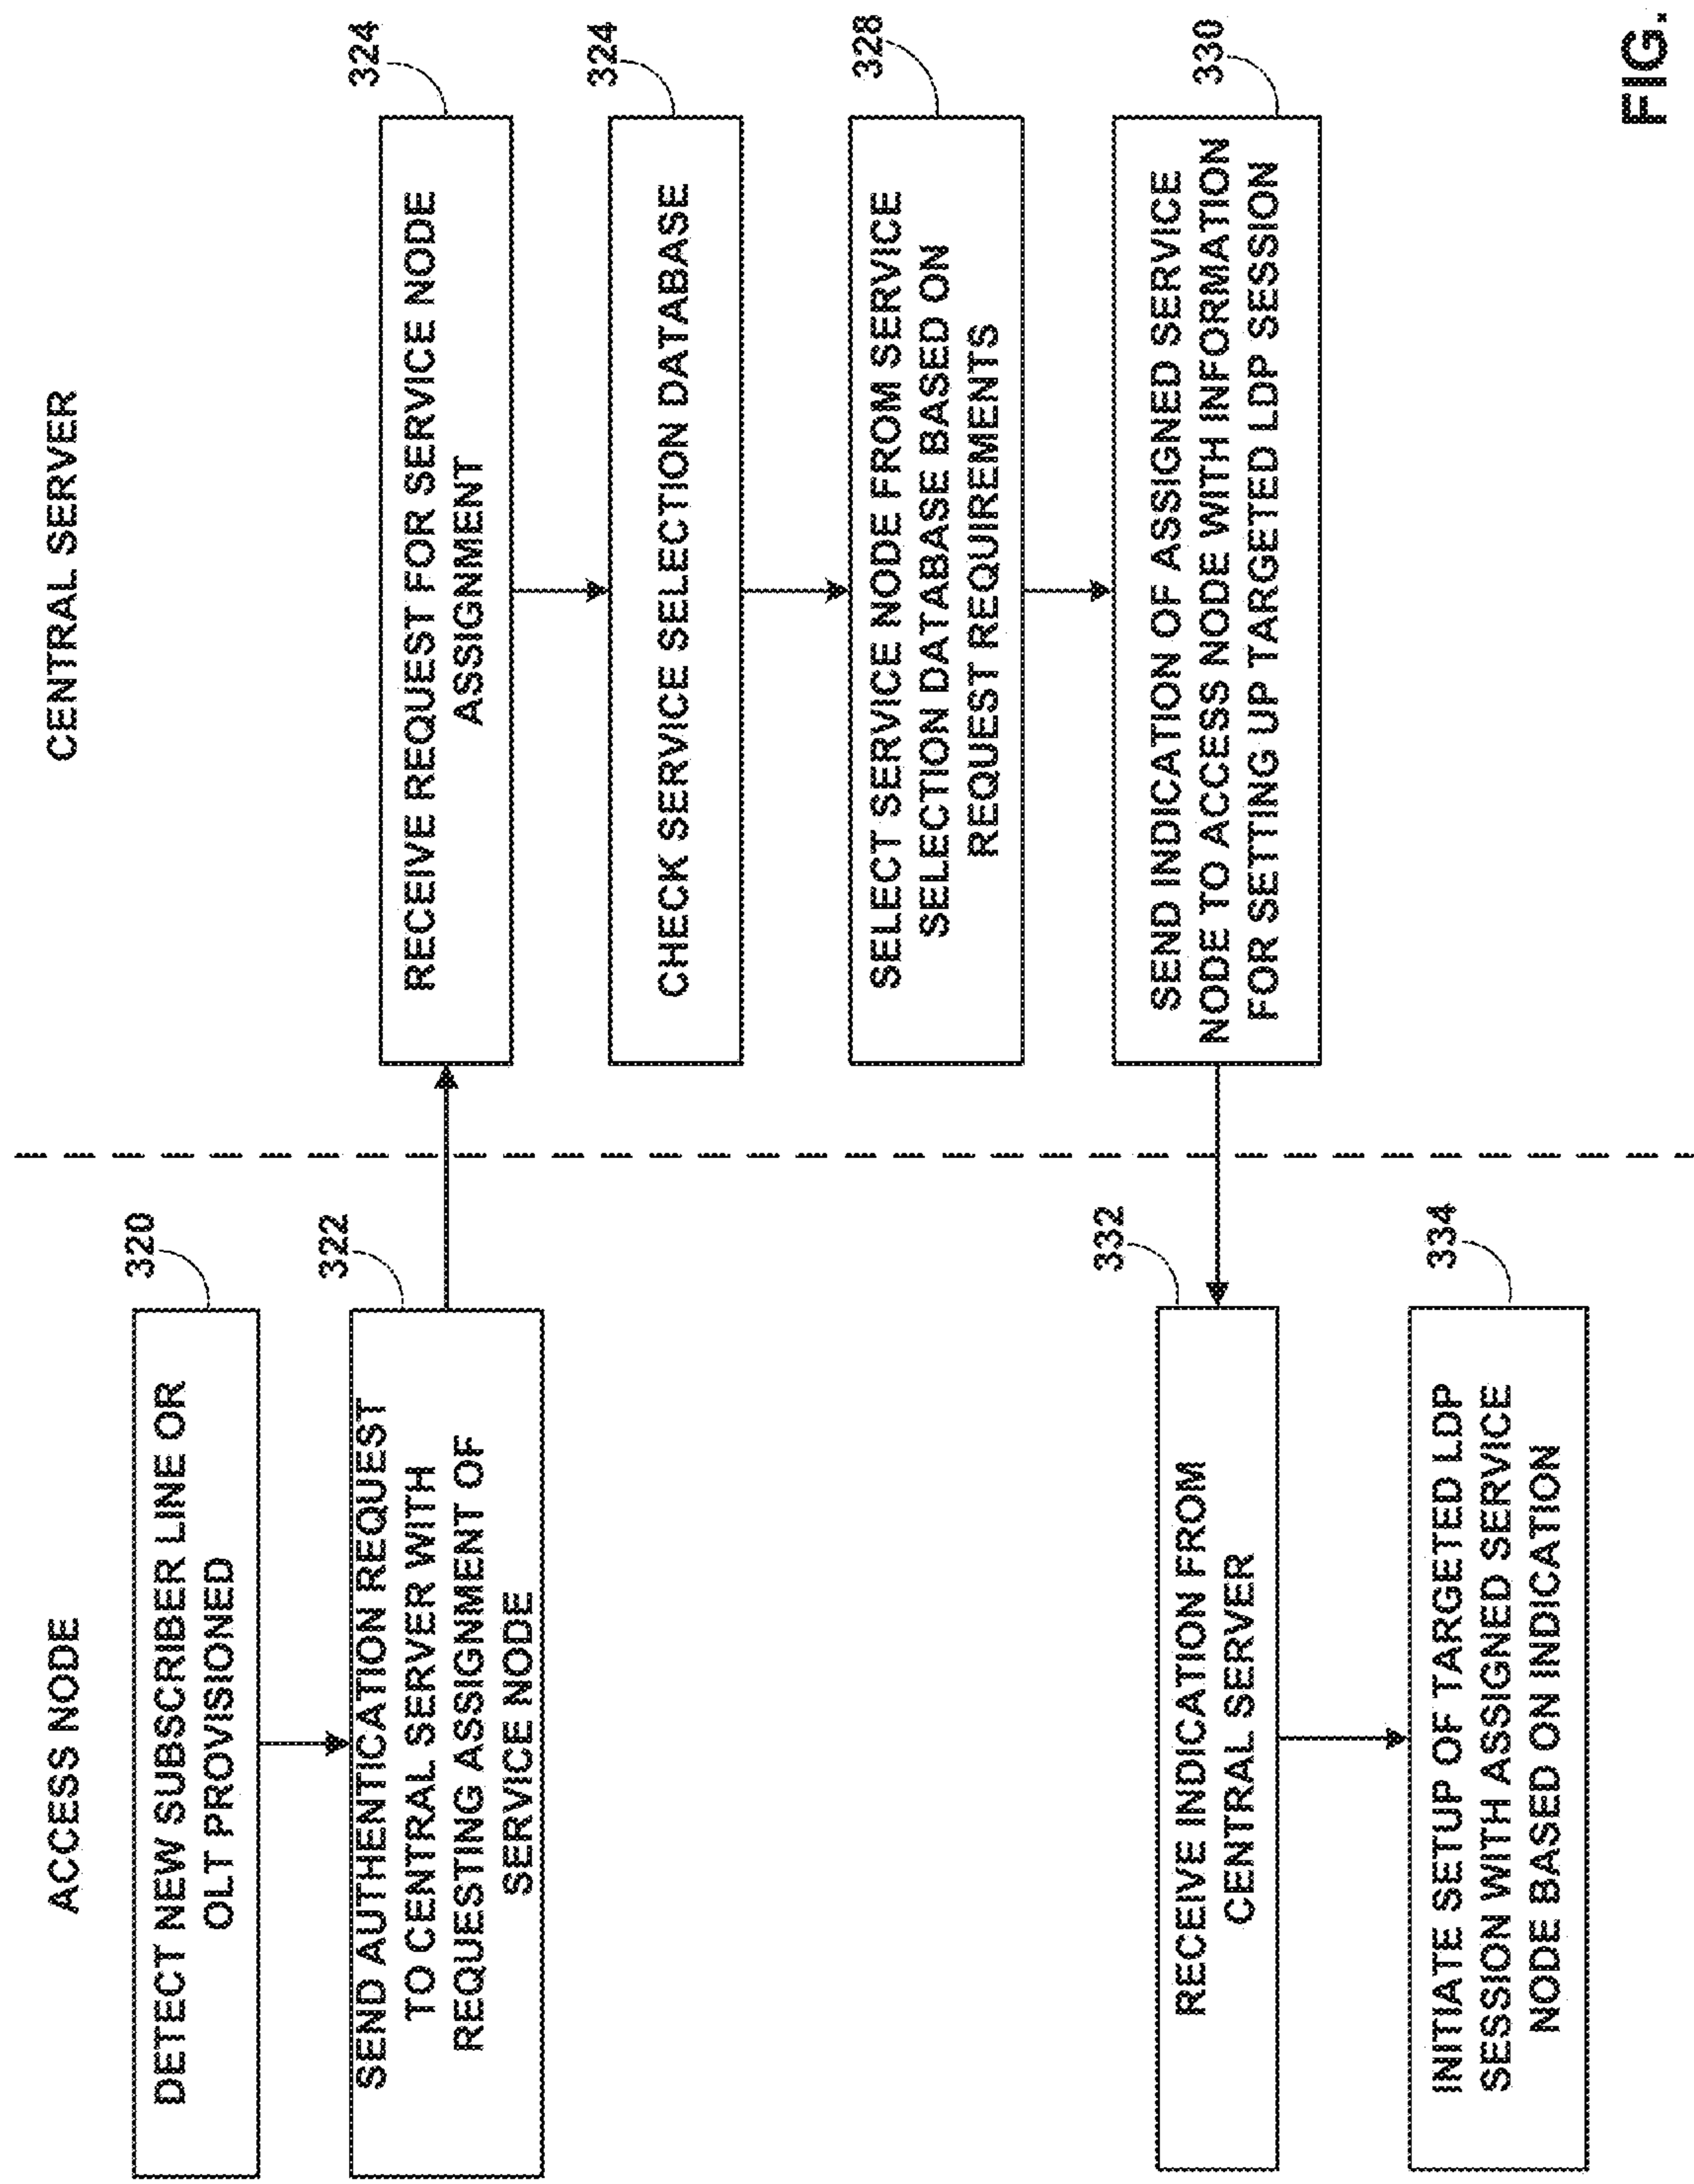 ACCESS NODE
CENTRAL SERVER
320
DETECT NEW SUBSCRIBER LINE OR
OLT PROVISIONED
322
SEND AUTHENTICATION REQUEST
TO CENTRAL SERVER WITH
REQUESTING ASSIGNMENT OF
SERVICE NODE
324
RECEIVE REQUEST FOR SERVICE NODE
ASSIGNMENT
324
CHECK SERVICE SELECTION DATABASE
328
SELECT SERVICE NODE FROM SERVICE
SELECTION DATABASE BASED ON
REQUEST REQUIREMENTS
330
SEND INDICATION OF ASSIGNED SERVICE
NODE TO ACCESS NODE WITH INFORMATION
FOR SETTING UP TARGETED LDP SESSION
332
RECEIVE INDICATION FROM
CENTRAL SERVER
334
INITIATE SETUP OF TARGETED LDP
SESSION WITH ASSIGNED SERVICE
NODE BASED ON INDICATION
FIG.